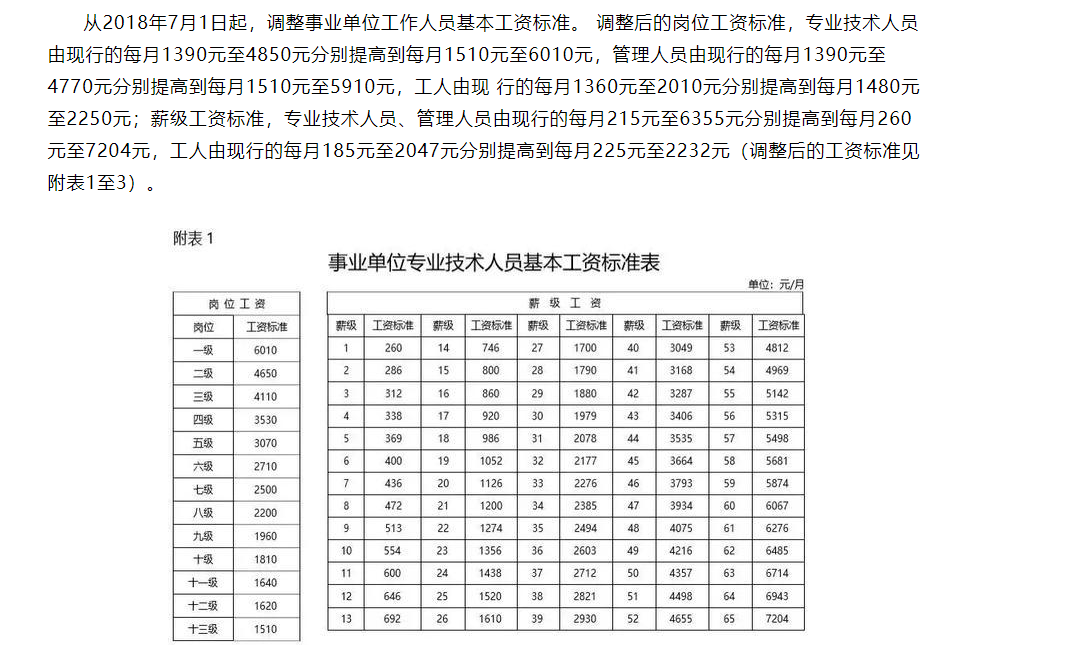 从2018年7月1日起，调整事业单位工作人员基本工资标准。 调整后的岗位工资标准，专业技术人员
由现行的每月1390元至4850元分别提高到每月1510元至6010元，管理人员由现行的每月1390元至
4770元分别提高到每月1510元至5910元，工人由现 行的每月1360元至2010元分别提高到每月1480元
至2250元；薪级工资标准，专业技术人员、管理人员由现行的每月215元至6355元分别提高到每月260
元至7204元，工人由现行的每月185元至2047元分别提高到每月225元至2232元（调整后的工资标准见
附表1至3）。
附表 1
事业单位专业技术人员基本工资标准表
单位：元/月
岗 位 工 资
岗位 工资标准
一级 6010
二级 4650
三级 4110
四级 3530
五级 3070
六级 2710
七级 2500
八级 2200
九级 1960
十级 1810
十一级 1640
十二级 1620
十三级 1510
薪 级 工 资
薪级 工资标准 薪级 工资标准 薪级 工资标准 薪级 工资标准 薪级 工资标准
1 260 14 746 27 1700 40 3049 53 4812
2 286 15 800 28 1790 41 3168 54 4969
3 312 16 860 29 1880 42 3287 55 5142
4 338 17 920 30 1979 43 3406 56 5315
5 369 18 986 31 2078 44 3535 57 5498
6 400 19 1052 32 2177 45 3664 58 5681
7 436 20 1126 33 2276 46 3793 59 5874
8 472 21 1200 34 2385 47 3934 60 6067
9 513 22 1274 35 2494 48 4075 61 6276
10 554 23 1356 36 2603 49 4216 62 6485
11 600 24 1438 37 2712 50 4357 63 6714
12 646 25 1520 38 2821 51 4498 64 6943
13 692 26 1610 39 2930 52 4655 65 7204